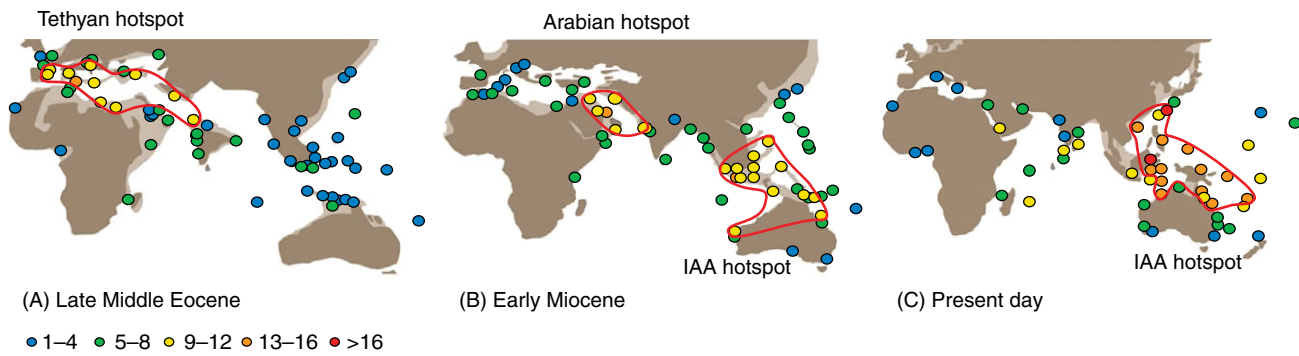 Tethyan hotspot
Arabian hotspot
IAA hotspot
IAA hotspot
(A) Late Middle Eocene
(B) Early Miocene
(C) Present day
1–4 5–8 9–12 13–16 >16